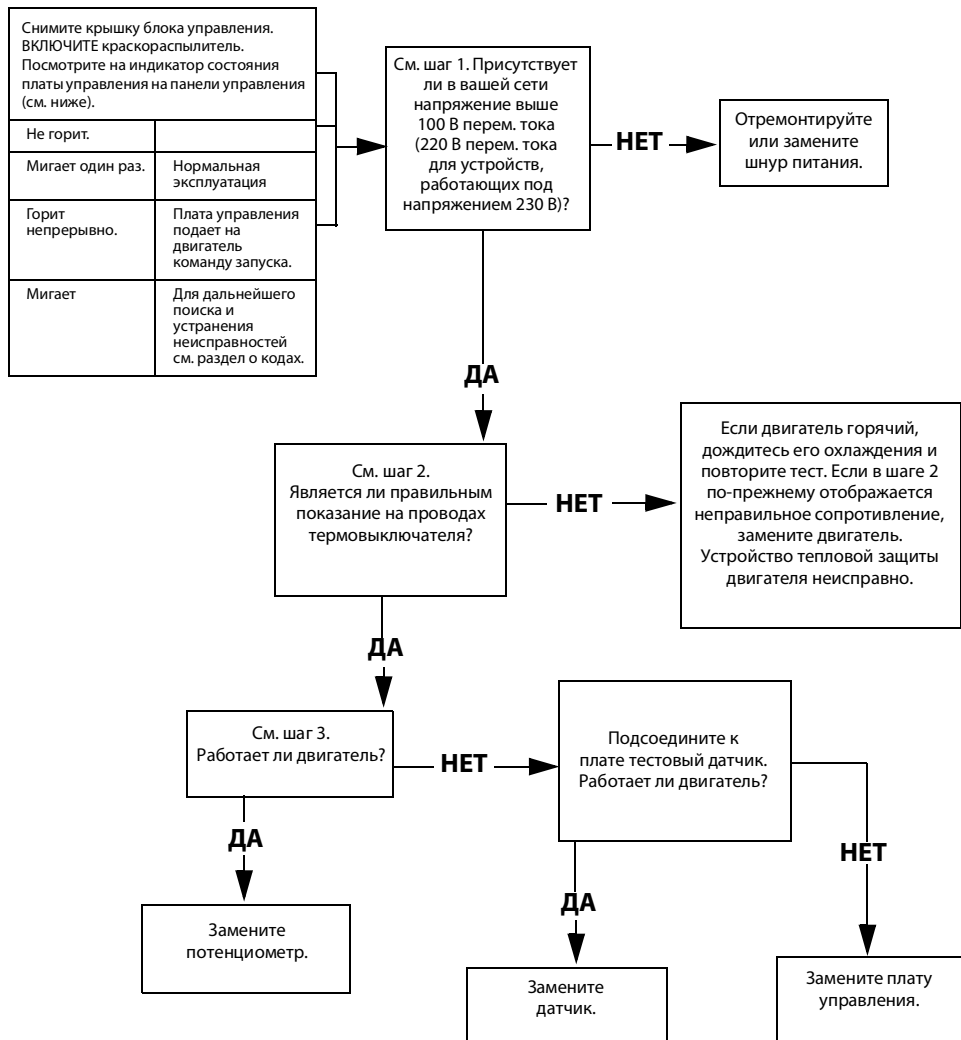 Снимите крышку блока управления.
ВКЛЮЧИТЕ краскораспылитель.
Посмотрите на индикатор состояния
платы управления на панели управления
(см. ниже).
Не горит.
Мигает один раз.
Нормальная
эксплуатация
Горит
непрерывно.
Плата управления
подает на
двигатель
команду запуска.
Мигает
Для дальнейшего
поиска и
устранения
неисправностей
см. раздел о кодах.
См. шаг 1. Присутствует
ли в вашей сети
напряжение выше
100 В перем. тока
(220 В перем. тока
для устройств,
работающих под
напряжением 230 В)?
НЕТ
Отремонтируйте
или замените
шнур питания.
ДА
См. шаг 2.
Является ли правильным
показание на проводах
термовыключателя?
НЕТ
Если двигатель горячий,
дождитесь его охлаждения и
повторите тест. Если в шаге 2
по-прежнему отображается
неправильное сопротивление,
замените двигатель.
Устройство тепловой защиты
двигателя неисправно.
ДА
См. шаг 3.
Работает ли двигатель?
НЕТ
Подсоедините к
плате тестовый датчик.
Работает ли двигатель?
ДА
НЕТ
ДА
Замените
потенциометр.
Замените
датчик.
Замените плату
управления.